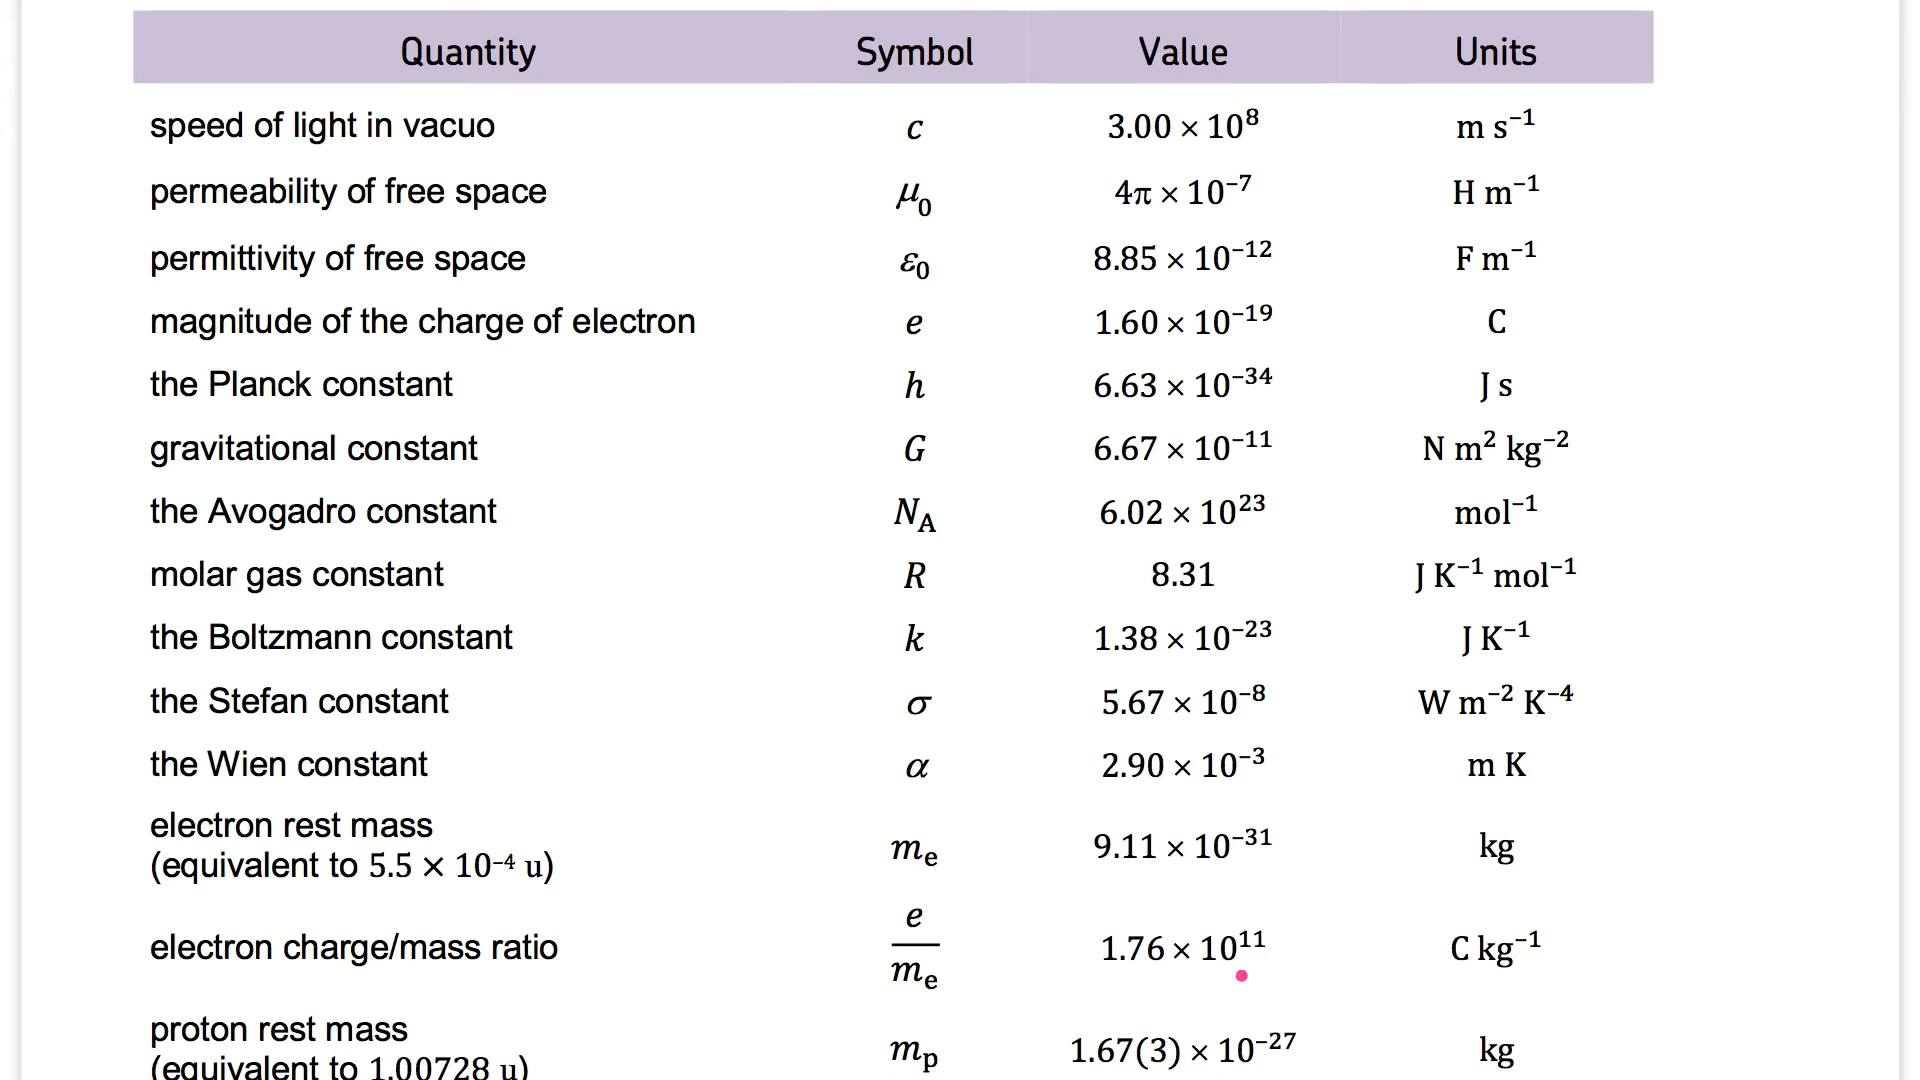 Quantity Symbol Value Units
speed of light in vacuo c 3.00 × 10⁸ m s⁻¹
permeability of free space μ₀ 4π × 10⁻⁷ H m⁻¹
permittivity of free space ε₀ 8.85 × 10⁻¹² F m⁻¹
magnitude of the charge of electron e 1.60 × 10⁻¹⁹ C
the Planck constant h 6.63 × 10⁻³⁴ J s
gravitational constant G 6.67 × 10⁻¹¹ N m² kg⁻²
the Avogadro constant N_A 6.02 × 10²³ mol⁻¹
molar gas constant R 8.31 J K⁻¹ mol⁻¹
the Boltzmann constant k 1.38 × 10⁻²³ J K⁻¹
the Stefan constant σ 5.67 × 10⁻⁸ W m⁻² K⁻⁴
the Wien constant α 2.90 × 10⁻³ m K
electron rest mass
(equivalent to 5.5 × 10⁻⁴ u) mₑ 9.11 × 10⁻³¹ kg
electron charge/mass ratio e/mₑ 1.76 × 10¹¹ C kg⁻¹
proton rest mass
(equivalent to 1.00728 u) mₚ 1.67(3) × 10⁻²⁷ kg